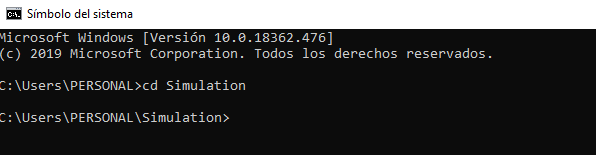 Símbolo del sistema
Microsoft Windows [Versión 10.0.18362.476]
(c) 2019 Microsoft Corporation. Todos los derechos reservados.
C:\Users\PERSONAL>cd Simulation
C:\Users\PERSONAL\Simulation>